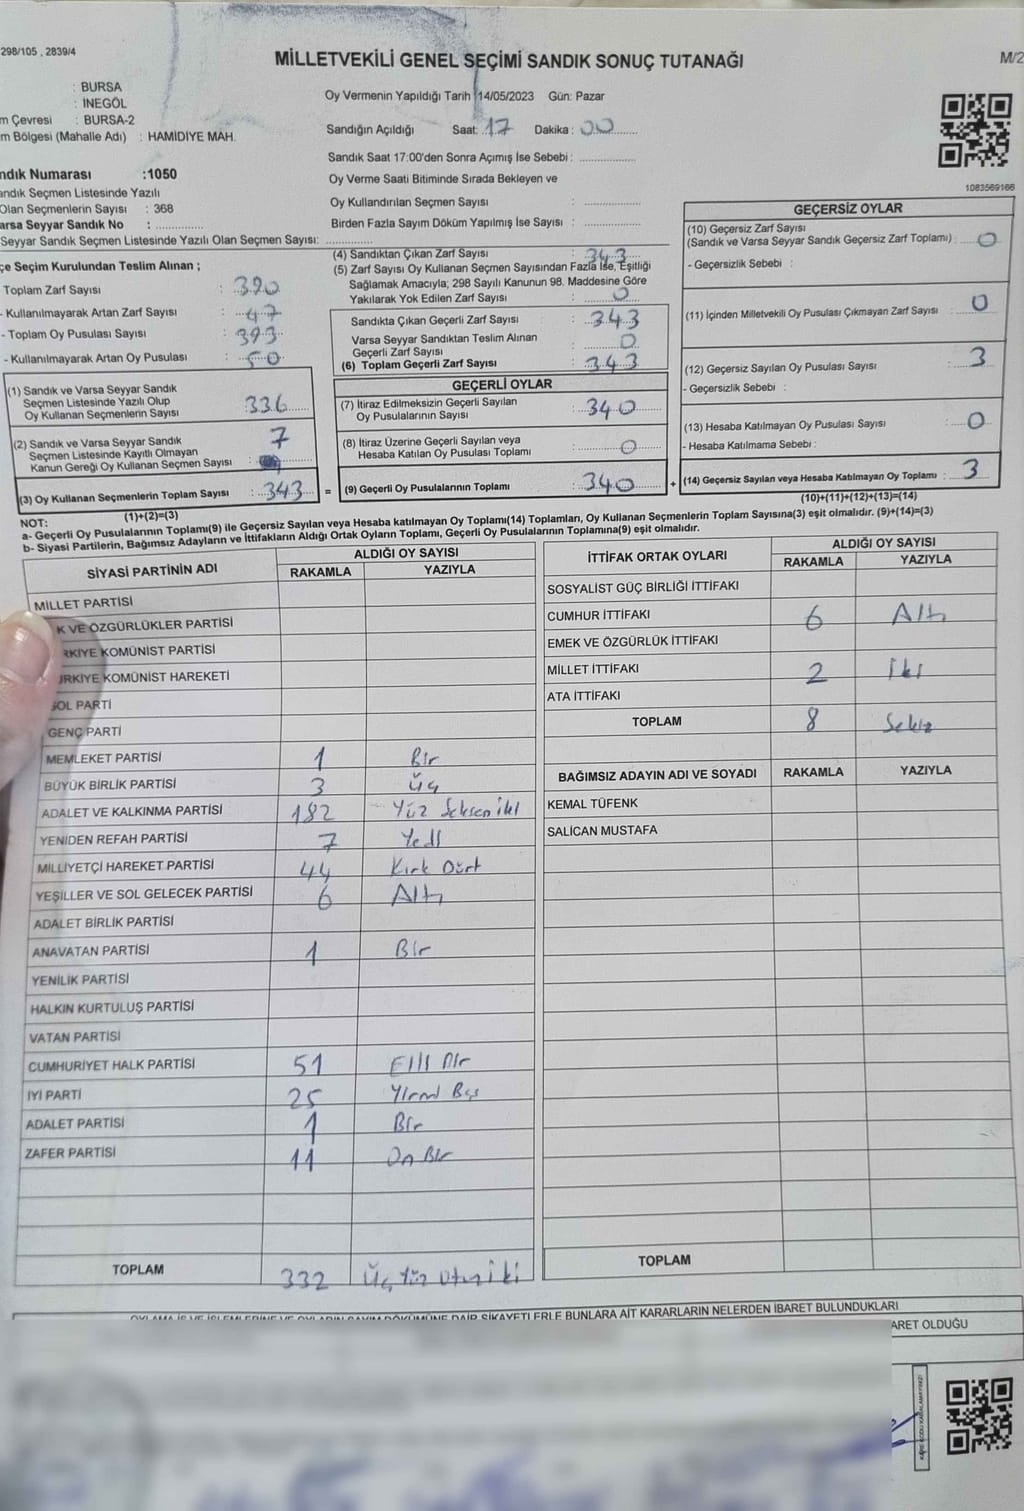 298/105 , 2839/4
MİLLETVEKİLİ GENEL SEÇİMİ SANDIK SONUÇ TUTANAĞI
M/2
: BURSA
: İNEGÖL
m Çevresi : BURSA-2
m Bölgesi (Mahalle Adı) : HAMİDİYE MAH.
Oy Vermenin Yapıldığı Tarih 14/05/2023 Gün: Pazar
Sandığın Açıldığı Saat: 17 Dakika : 00
Sandık Saat 17:00'den Sonra Açımış İse Sebebi :
Oy Verme Saati Bitiminde Sırada Bekleyen ve
Oy Kullandırılan Seçmen Sayısı :
Birden Fazla Sayım Döküm Yapılmış İse Sayısı :
1083569166
ndık Numarası :1050
andık Seçmen Listesinde Yazılı
Olan Seçmenlerin Sayısı : 368
arsa Seyyar Sandık No :
Seyyar Sandık Seçmen Listesinde Yazılı Olan Seçmen Sayısı:
çe Seçim Kurulundan Teslim Alınan ;
Toplam Zarf Sayısı : 390
- Kullanılmayarak Artan Zarf Sayısı : 47
- Toplam Oy Pusulası Sayısı : 393
- Kullanılmayarak Artan Oy Pusulası : 50
(1) Sandık ve Varsa Seyyar Sandık
Seçmen Listesinde Yazılı Olup
Oy Kullanan Seçmenlerin Sayısı : 336
(2) Sandık ve Varsa Seyyar Sandık
Seçmen Listesinde Kayıtlı Olmayan
Kanun Gereği Oy Kullanan Seçmen Sayısı : 7
(3) Oy Kullanan Seçmenlerin Toplam Sayısı : 343
(1)+(2)=(3)
(4) Sandıktan Çıkan Zarf Sayısı : 343
(5) Zarf Sayısı Oy Kullanan Seçmen Sayısından Fazla İse, Eşitliği
Sağlamak Amacıyla; 298 Sayılı Kanunun 98. Maddesine Göre
Yakılarak Yok Edilen Zarf Sayısı : 0
Sandıkta Çıkan Geçerli Zarf Sayısı : 343
Varsa Seyyar Sandıktan Teslim Alınan
Geçerli Zarf Sayısı : 0
(6) Toplam Geçerli Zarf Sayısı : 343
GEÇERLİ OYLAR
(7) İtiraz Edilmeksizin Geçerli Sayılan
Oy Pusulalarının Sayısı : 340
(8) İtiraz Üzerine Geçerli Sayılan veya
Hesaba Katılan Oy Pusulası Toplamı : 0
= (9) Geçerli Oy Pusulalarının Toplamı : 340 +
GEÇERSİZ OYLAR
(10) Geçersiz Zarf Sayısı
(Sandık ve Varsa Seyyar Sandık Geçersiz Zarf Toplamı) : 0
- Geçersizlik Sebebi :
(11) İçinden Milletvekili Oy Pusulası Çıkmayan Zarf Sayısı : 0
(12) Geçersiz Sayılan Oy Pusulası Sayısı : 3
- Geçersizlik Sebebi :
(13) Hesaba Katılmayan Oy Pusulası Sayısı : 0
- Hesaba Katılmama Sebebi :
(14) Geçersiz Sayılan veya Hesaba Katılmayan Oy Toplamı : 3
(10)+(11)+(12)+(13)=(14)
NOT:
a- Geçerli Oy Pusulalarının Toplamı(9) ile Geçersiz Sayılan veya Hesaba katılmayan Oy Toplamı(14) Toplamları, Oy Kullanan Seçmenlerin Toplam Sayısına(3) eşit olmalıdır. (9)+(14)=(3)
b- Siyasi Partilerin, Bağımsız Adayların ve İttifakların Aldığı Ortak Oyların Toplamı, Geçerli Oy Pusulalarının Toplamına(9) eşit olmalıdır.
SİYASİ PARTİNİN ADI ALDIĞI OY SAYISI
RAKAMLA YAZIYLA
MİLLET PARTİSİ
K VE ÖZGÜRLÜKLER PARTİSİ
RKİYE KOMÜNİST PARTİSİ
ÜRKİYE KOMÜNİST HAREKETİ
SOL PARTİ
GENÇ PARTİ
MEMLEKET PARTİSİ 1 Bir
BÜYÜK BİRLİK PARTİSİ 3 Üç
ADALET VE KALKINMA PARTİSİ 182 Yüz Seksen iki
YENİDEN REFAH PARTİSİ 7 Yedi
MİLLİYETÇİ HAREKET PARTİSİ 44 Kırk Dört
YEŞİLLER VE SOL GELECEK PARTİSİ 6 Altı
ADALET BİRLİK PARTİSİ
ANAVATAN PARTİSİ 1 Bir
YENİLİK PARTİSİ
HALKIN KURTULUŞ PARTİSİ
VATAN PARTİSİ
CUMHURİYET HALK PARTİSİ 51 Elli Bir
İYİ PARTİ 25 Yirmi Beş
ADALET PARTİSİ 1 Bir
ZAFER PARTİSİ 11 On Bir
TOPLAM 332 Üç Yüz Otuz iki
İTTİFAK ORTAK OYLARI ALDIĞI OY SAYISI
RAKAMLA YAZIYLA
SOSYALİST GÜÇ BİRLİĞİ İTTİFAKI
CUMHUR İTTİFAKI 6 Altı
EMEK VE ÖZGÜRLÜK İTTİFAKI
MİLLET İTTİFAKI 2 iki
ATA İTTİFAKI
TOPLAM 8 Sekiz
BAĞIMSIZ ADAYIN ADI VE SOYADI RAKAMLA YAZIYLA
KEMAL TÜFENK
SALİCAN MUSTAFA
TOPLAM
OYLAMA İŞ VE İŞLEMLERİNE VE OYLARIN SAYIM DÖKÜMÜNE DAİR ŞİKAYETLERLE BUNLARA AİT KARARLARIN NELERDEN İBARET BULUNDUKLARI
ARET OLDUĞU